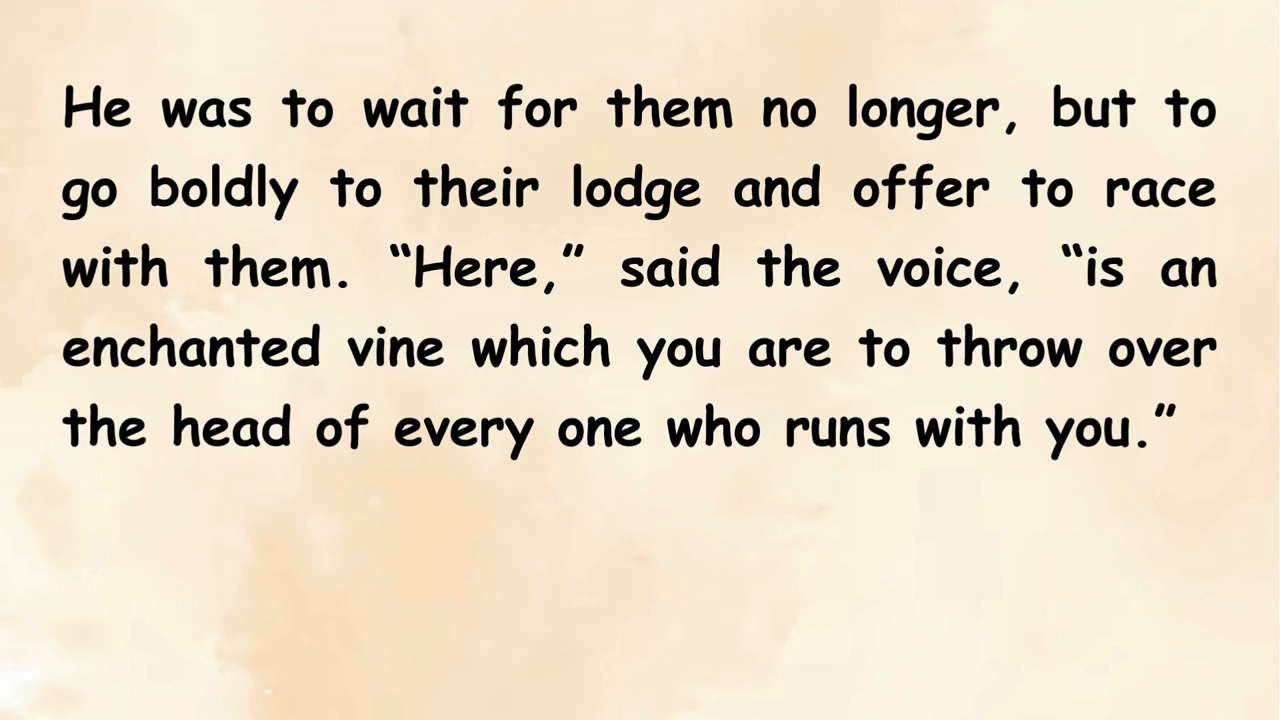 He was to wait for them no longer, but to
go boldly to their lodge and offer to race
with them. “Here,” said the voice, “is an
enchanted vine which you are to throw over
the head of every one who runs with you.”